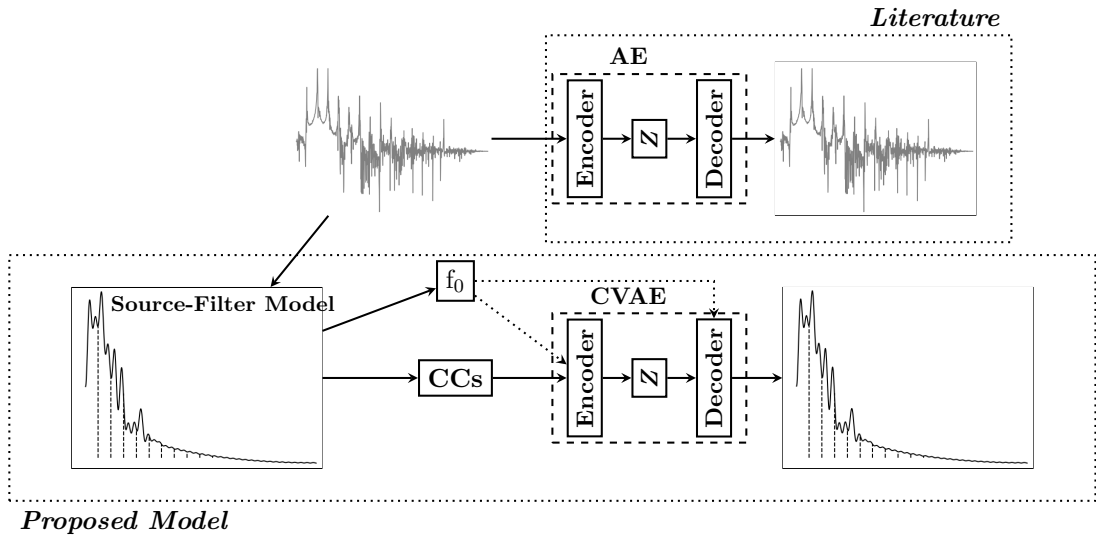 Literature
AE
Encoder
Z
Decoder
Source-Filter Model
f₀
CVAE
CCs
Encoder
Z
Decoder
Proposed Model